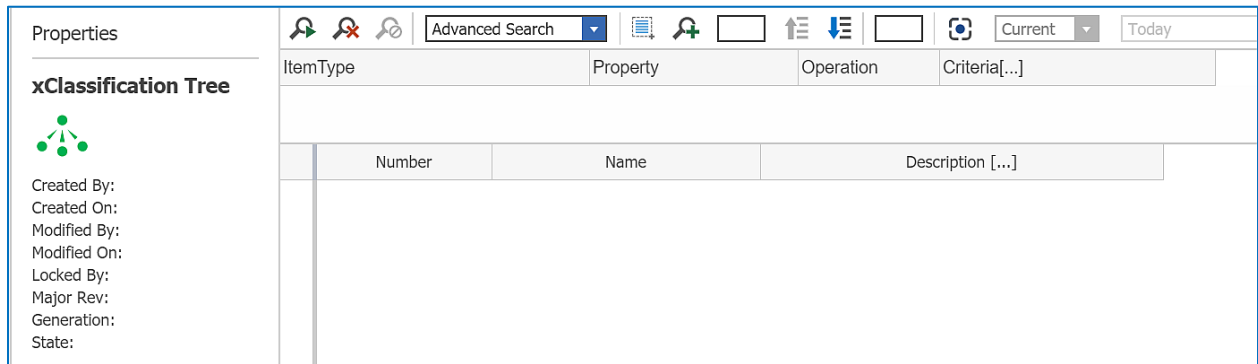 Properties
xClassification Tree
Created By:
Created On:
Modified By:
Modified On:
Locked By:
Major Rev:
Generation:
State:
Advanced Search Current Today
ItemType Property Operation Criteria[...]
Number Name Description [...]